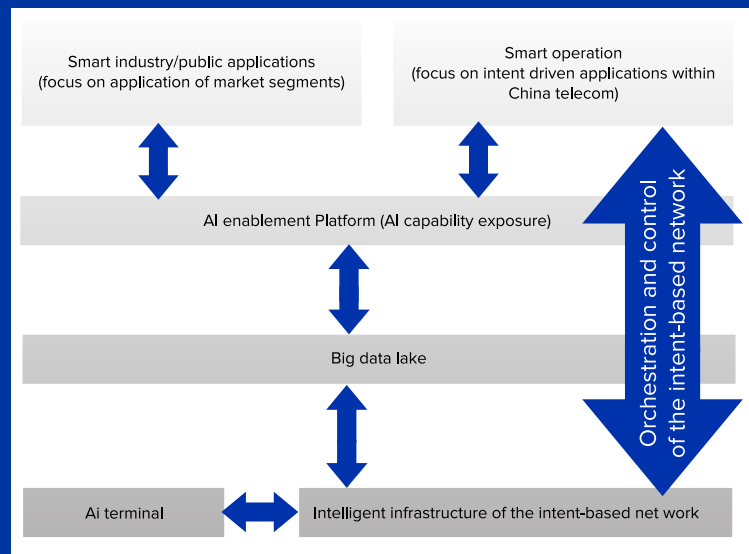 Smart industry/public applications
(focus on application of market segments)
Smart operation
(focus on intent driven applications within
China telecom)
AI enablement Platform (AI capability exposure)
Big data lake
Orchestration and control
of the intent-based network
Ai terminal
Intelligent infrastructure of the intent-based net work